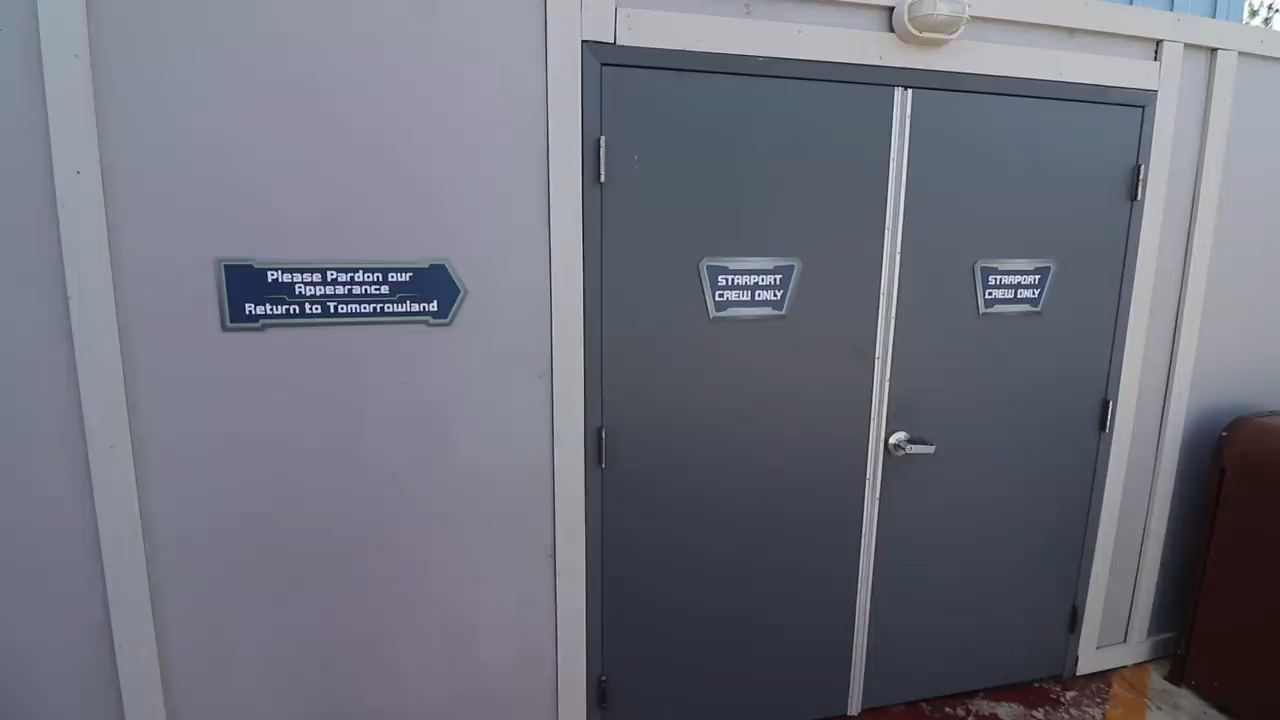 Please Pardon our
Appearance
Return to Tomorrowland
STARPORT
CREW ONLY
STARPORT
CREW ONLY